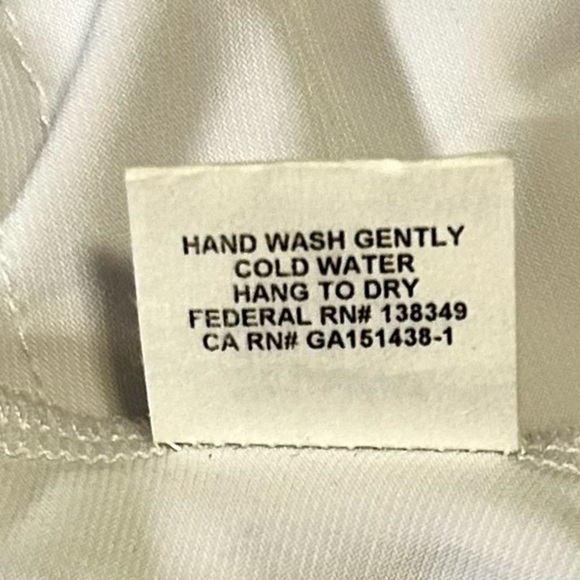 HAND WASH GENTLY
COLD WATER
HANG TO DRY
FEDERAL RN# 138349
CA RN# GA151438-1